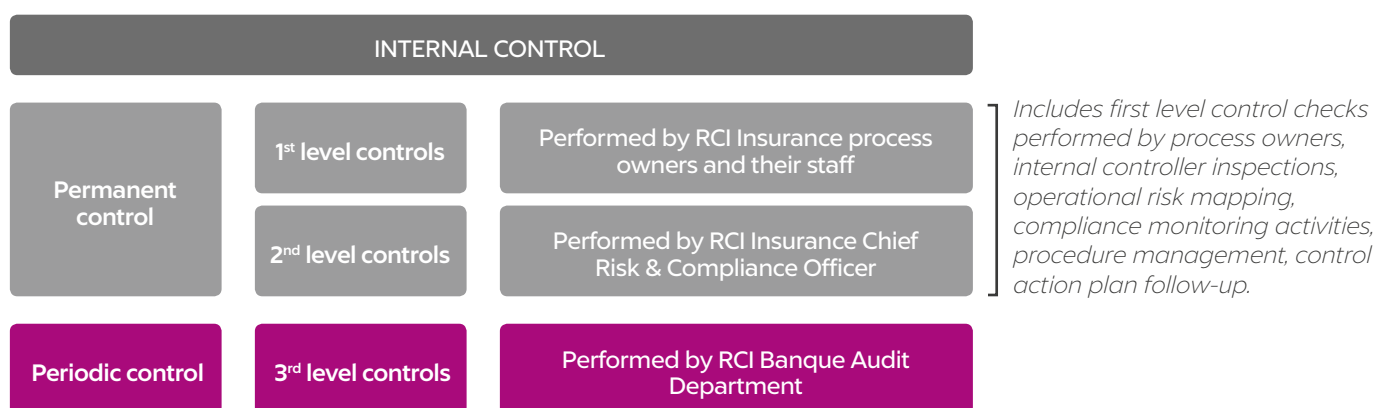 INTERNAL CONTROL
Permanent
control
1st level controls
Performed by RCI Insurance process
owners and their staff
2nd level controls
Performed by RCI Insurance Chief
Risk & Compliance Officer
Includes first level control checks
performed by process owners,
internal controller inspections,
operational risk mapping,
compliance monitoring activities,
procedure management, control
action plan follow-up.
Periodic control
3rd level controls
Performed by RCI Banque Audit
Department